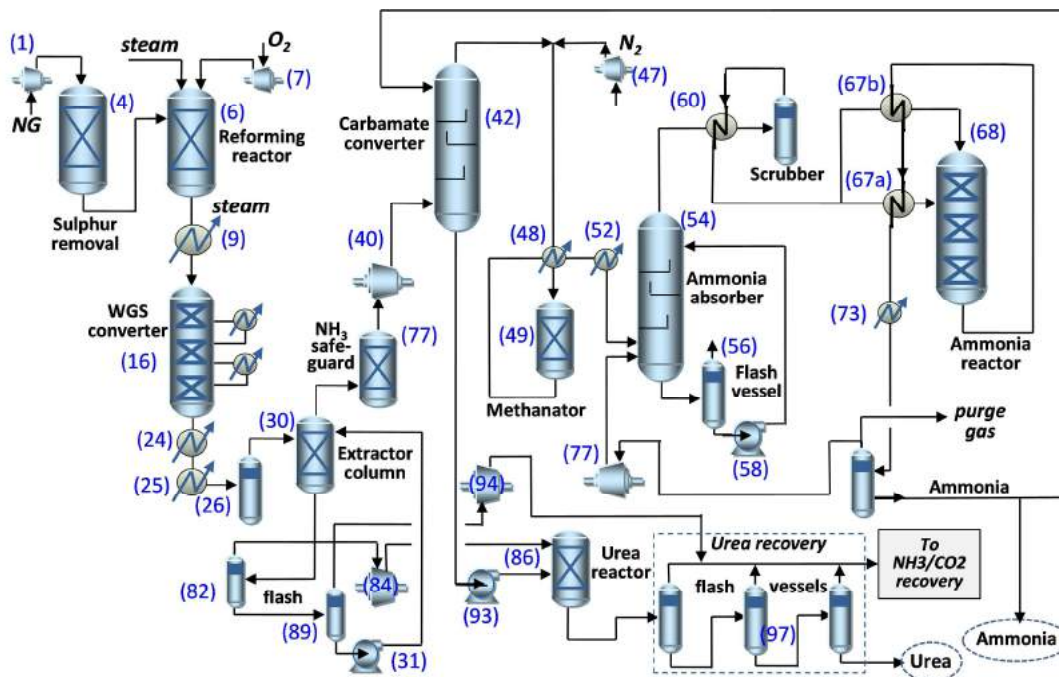 (1)
steam
O2
(7)
NG
(4)
(6)
Reforming
reactor
Sulphur
removal
steam
(9)
WGS
converter
(16)
(24)
(25)
(26)
(30)
Extractor
column
NH3
safe-
guard
(77)
(40)
Carbamate
converter
(42)
N2
(47)
(48)
(52)
(49)
Methanator
(54)
Ammonia
absorber
(56)
Flash
vessel
(58)
(77)
(60)
Scrubber
(67b)
(67a)
(68)
Ammonia
reactor
(73)
purge
gas
Ammonia
(82)
flash
(84)
(89)
(31)
(94)
(93)
(86)
Urea
reactor
Urea recovery
flash
vessels
(97)
To
NH3/CO2
recovery
Ammonia
Urea